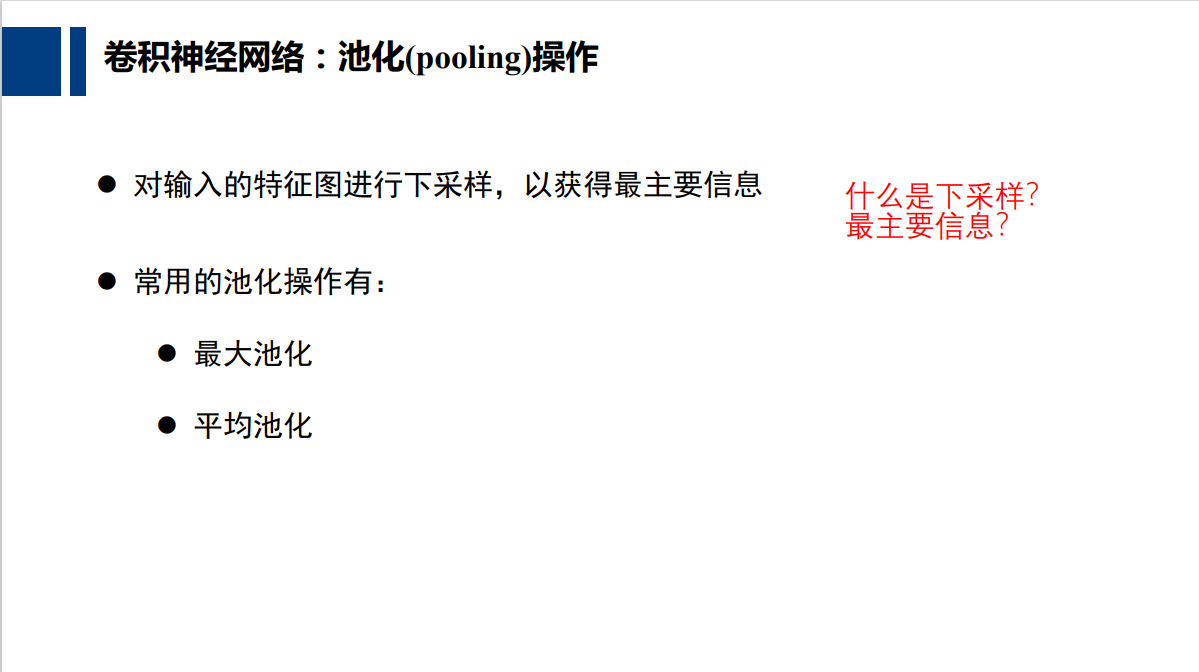 卷积神经网络：池化(pooling)操作
对输入的特征图进行下采样，以获得最主要信息
什么是下采样？
最主要信息？
常用的池化操作有：
最大池化
平均池化